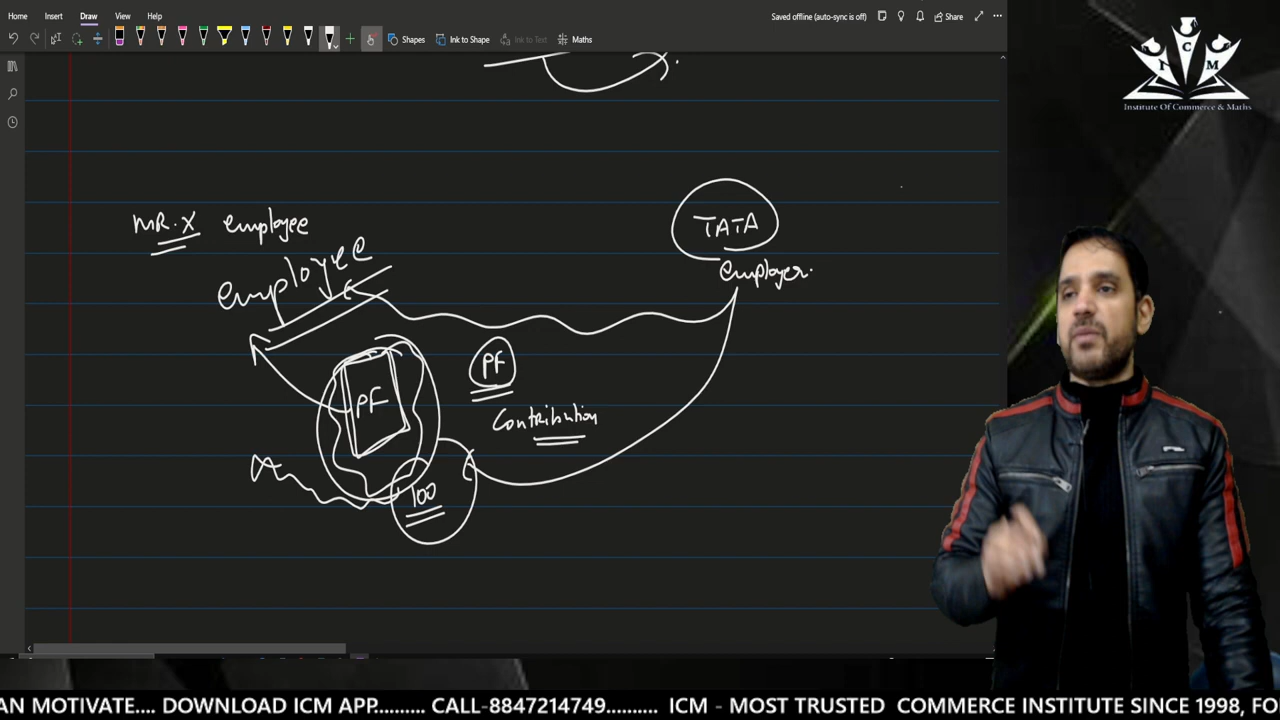 Home Insert Draw View Help
Saved offline (auto-sync is off)
Share
Shapes
Ink to Shape
Ink to Text
Maths
I C M
Institute Of Commerce & Maths
MR.X employee
TATA
employer.
employee
PF
PF
Contribution
100
AN MOTIVATE.... DOWNLOAD ICM APP......... CALL-8847214749.......... ICM - MOST TRUSTED COMMERCE INSTITUTE SINCE 1998, FO